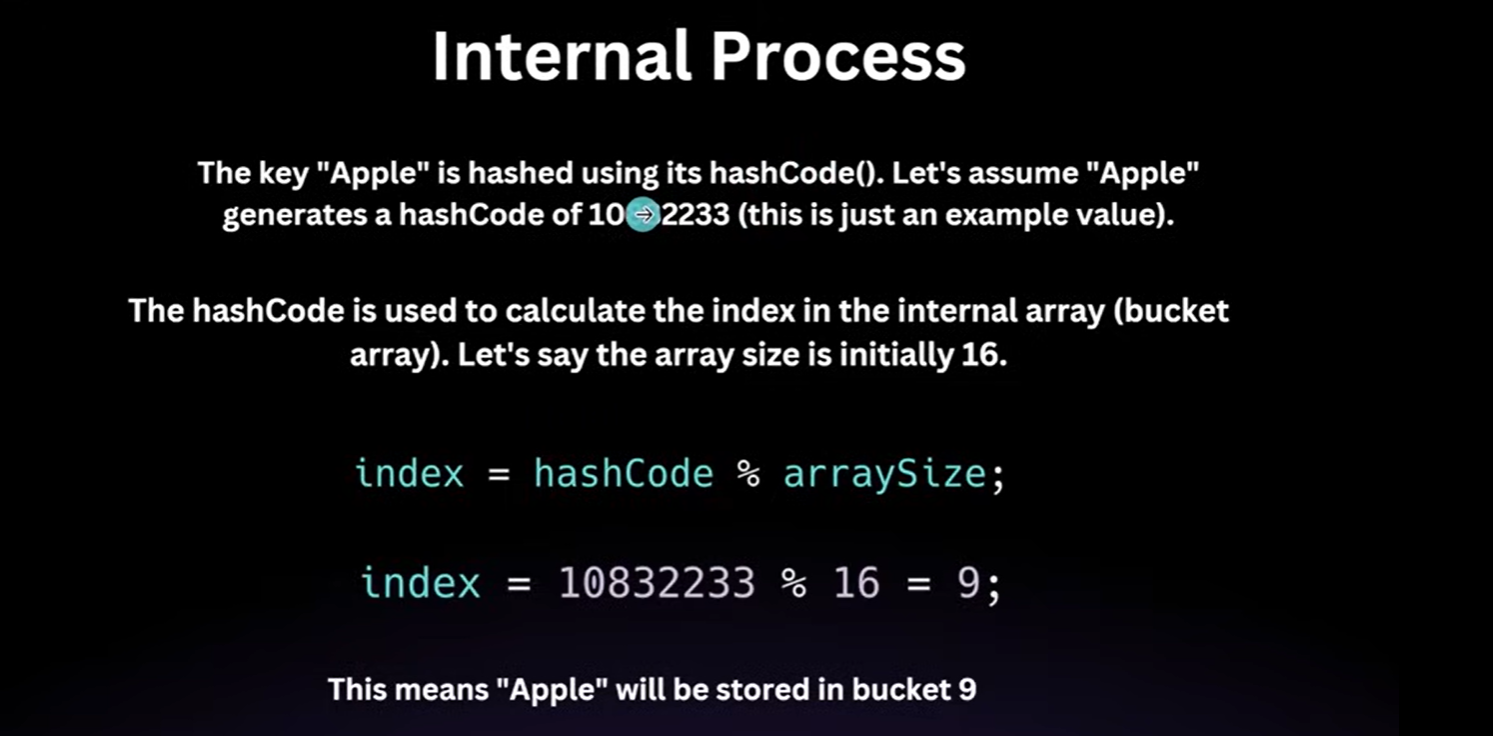 Internal Process
The key "Apple" is hashed using its hashCode(). Let's assume "Apple"
generates a hashCode of 10 2233 (this is just an example value).
The hashCode is used to calculate the index in the internal array (bucket
array). Let's say the array size is initially 16.
index = hashCode % arraySize;
index = 10832233 % 16 = 9;
This means "Apple" will be stored in bucket 9